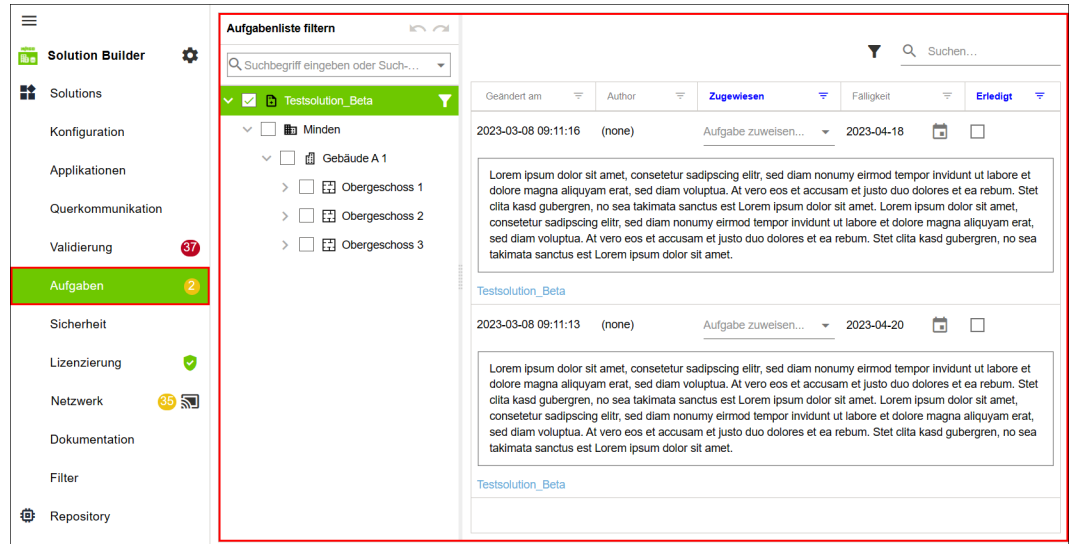 Solution Builder
Solutions
Konfiguration
Applikationen
Querkommunikation
Validierung 37
Aufgaben 2
Sicherheit
Lizenzierung
Netzwerk 35
Dokumentation
Filter
Repository
Aufgabenliste filtern
Suchbegriff eingeben oder Such-...
Testsolution_Beta
Minden
Gebäude A 1
Obergeschoss 1
Obergeschoss 2
Obergeschoss 3
Suchen...
Geändert am Author Zugewiesen Fälligkeit Erledigt
2023-03-08 09:11:16 (none) Aufgabe zuweisen... 2023-04-18
Lorem ipsum dolor sit amet, consetetur sadipscing elitr, sed diam nonumy eirmod tempor invidunt ut labore et
dolore magna aliquyam erat, sed diam voluptua. At vero eos et accusam et justo duo dolores et ea rebum. Stet
clita kasd gubergren, no sea takimata sanctus est Lorem ipsum dolor sit amet. Lorem ipsum dolor sit amet,
consetetur sadipscing elitr, sed diam nonumy eirmod tempor invidunt ut labore et dolore magna aliquyam erat,
sed diam voluptua. At vero eos et accusam et justo duo dolores et ea rebum. Stet clita kasd gubergren, no sea
takimata sanctus est Lorem ipsum dolor sit amet.
Testsolution_Beta
2023-03-08 09:11:13 (none) Aufgabe zuweisen... 2023-04-20
Lorem ipsum dolor sit amet, consetetur sadipscing elitr, sed diam nonumy eirmod tempor invidunt ut labore et
dolore magna aliquyam erat, sed diam voluptua. At vero eos et accusam et justo duo dolores et ea rebum. Stet
clita kasd gubergren, no sea takimata sanctus est Lorem ipsum dolor sit amet. Lorem ipsum dolor sit amet,
consetetur sadipscing elitr, sed diam nonumy eirmod tempor invidunt ut labore et dolore magna aliquyam erat,
sed diam voluptua. At vero eos et accusam et justo duo dolores et ea rebum. Stet clita kasd gubergren, no sea
takimata sanctus est Lorem ipsum dolor sit amet.
Testsolution_Beta